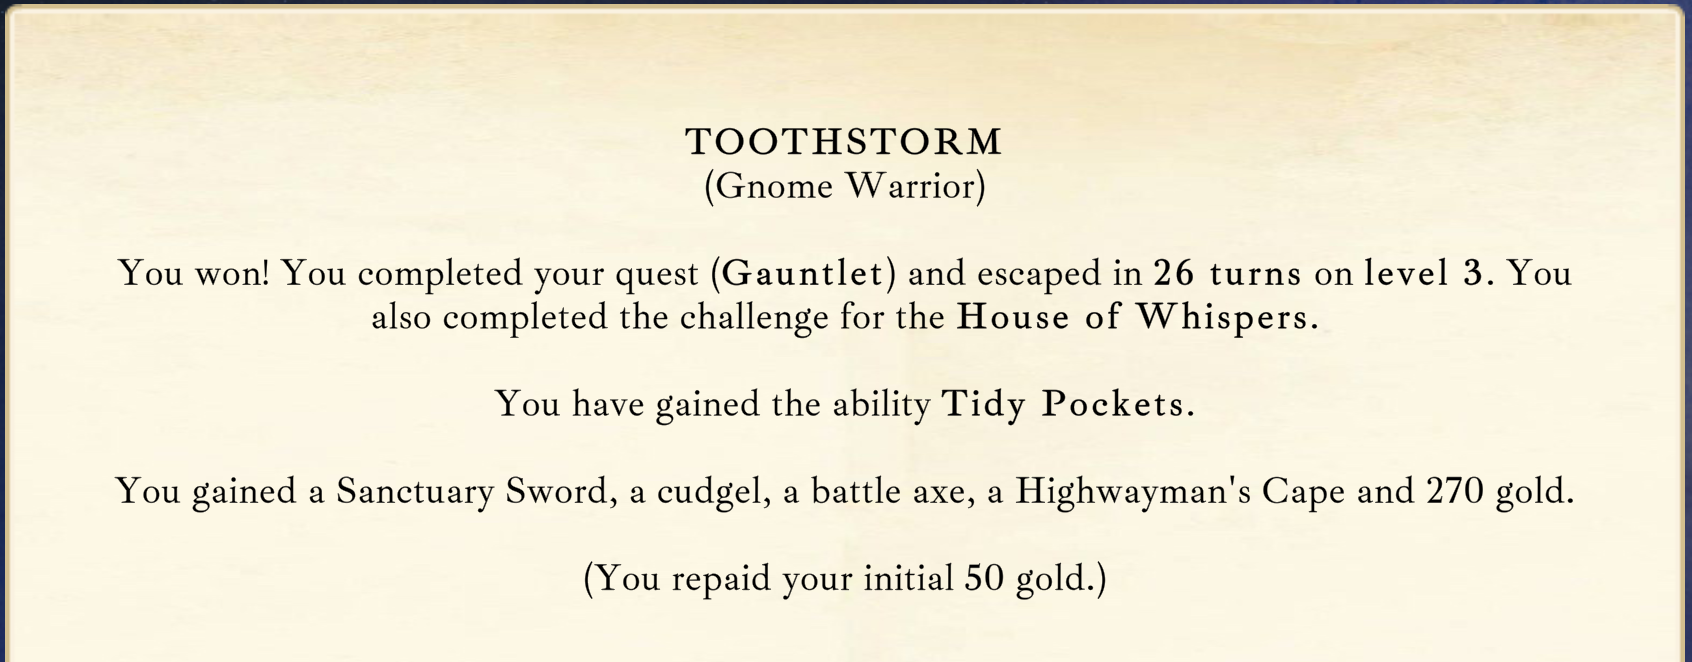 TOOTHSTORM
(Gnome Warrior)
You won! You completed your quest (Gauntlet) and escaped in 26 turns on level 3. You
also completed the challenge for the House of Whispers.
You have gained the ability Tidy Pockets.
You gained a Sanctuary Sword, a cudgel, a battle axe, a Highwayman's Cape and 270 gold.
(You repaid your initial 50 gold.)